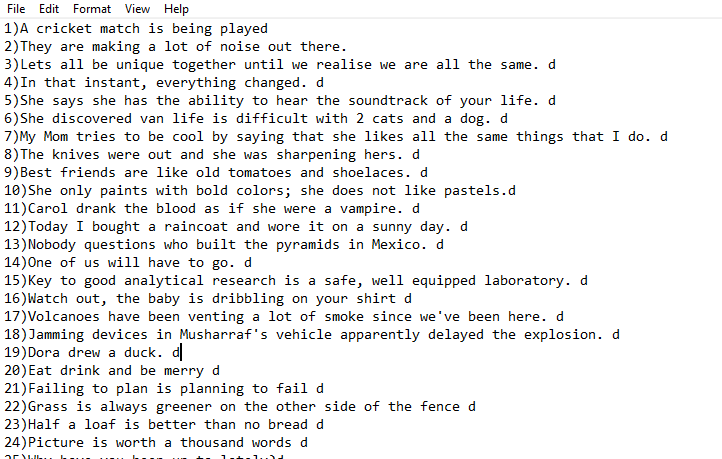 File Edit Format View Help
1)A cricket match is being played
2)They are making a lot of noise out there.
3)Lets all be unique together until we realise we are all the same. d
4)In that instant, everything changed. d
5)She says she has the ability to hear the soundtrack of your life. d
6)She discovered van life is difficult with 2 cats and a dog. d
7)My Mom tries to be cool by saying that she likes all the same things that I do. d
8)The knives were out and she was sharpening hers. d
9)Best friends are like old tomatoes and shoelaces. d
10)She only paints with bold colors; she does not like pastels.d
11)Carol drank the blood as if she were a vampire. d
12)Today I bought a raincoat and wore it on a sunny day. d
13)Nobody questions who built the pyramids in Mexico. d
14)One of us will have to go. d
15)Key to good analytical research is a safe, well equipped laboratory. d
16)Watch out, the baby is dribbling on your shirt d
17)Volcanoes have been venting a lot of smoke since we've been here. d
18)Jamming devices in Musharraf's vehicle apparently delayed the explosion. d
19)Dora drew a duck. d
20)Eat drink and be merry d
21)Failing to plan is planning to fail d
22)Grass is always greener on the other side of the fence d
23)Half a loaf is better than no bread d
24)Picture is worth a thousand words d